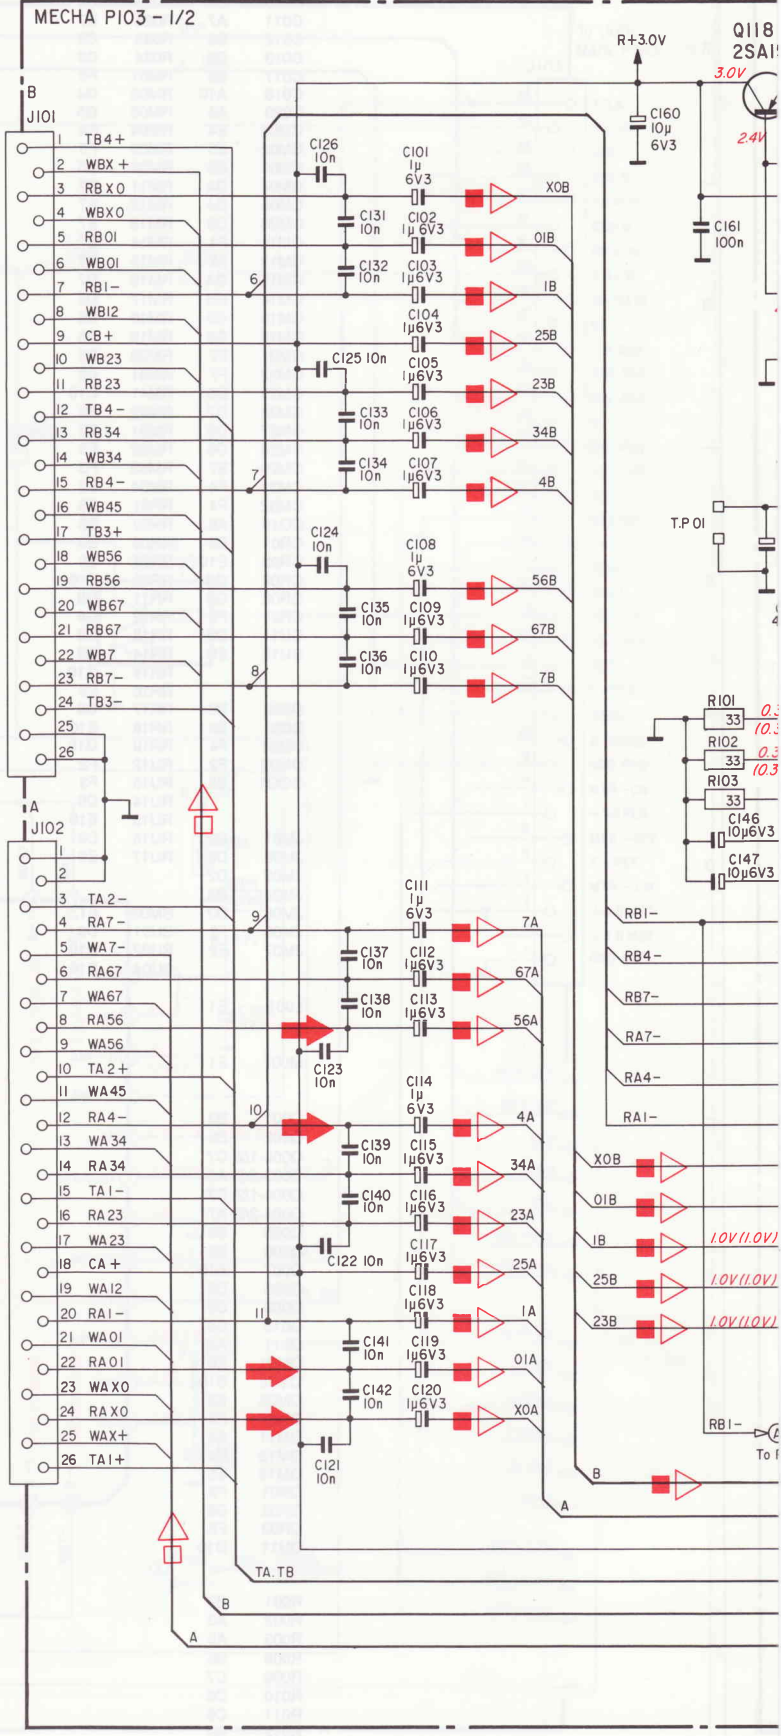 MECHA P103-1/2
R+3.0V
Q118
3.0V
2.4V
C160
10µ
6V3
C161
100n
B
J101
1 TB4+
2 WBX+
3 RBX0
4 WBX0
5 RB01
6 WB01
7 RB1-
8 WB12
9 CB+
10 WB23
11 RB23
12 TB4-
13 RB34
14 WB34
15 RB4-
16 WB45
17 TB3+
18 WB56
19 RB56
20 WB67
21 RB67
22 WB7
23 RB7-
24 TB3-
25
26
A
J102
1
2
3 TA2-
4 RA7-
5 WA7-
6 RA67
7 WA67
8 RA56
9 WA56
10 TA2+
11 WA45
12 RA4-
13 WA34
14 RA34
15 TA1-
16 RA23
17 WA23
18 CA+
19 WA12
20 RA1-
21 WA01
22 RA01
23 WAX0
24 RAX0
25 WAX+
26 TA1+
6
7
8
9
10
11
C126
10n
C131
10n
C132
10n
C125 10n
C133
10n
C134
10n
C124
10n
C135
10n
C136
10n
C137
10n
C138
10n
C123
10n
C139
10n
C140
10n
C122 10n
C141
10n
C142
10n
C121
10n
C101
1µ
6V3
C102
1µ6V3
C103
1µ6V3
C104
1µ6V3
C105
1µ6V3
C106
1µ6V3
C107
1µ6V3
C108
1µ
6V3
C109
1µ6V3
C110
1µ6V3
C111
1µ
6V3
C112
1µ6V3
C113
1µ6V3
C114
1µ
6V3
C115
1µ6V3
C116
1µ6V3
C117
1µ6V3
C118
1µ6V3
C119
1µ6V3
C120
1µ6V3
X0B
01B
1B
25B
23B
34B
4B
56B
67B
7B
7A
67A
56A
4A
34A
23A
25A
1A
01A
X0A
T.P 01
R101
33
R102
33
R103
33
C146
10µ6V3
C147
10µ6V3
RB1-
RB4-
RB7-
RA7-
RA4-
RA1-
X0B
01B
1B 1.0V(1.0V)
25B 1.0V(1.0V)
23B 1.0V(1.0V)
RB1-
To
B
A
TA.TB
B
A